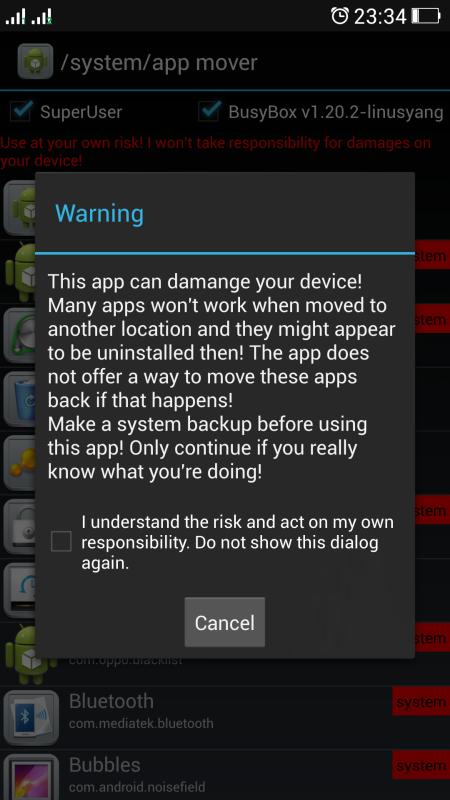 23:34
/system/app mover
SuperUser
BusyBox v1.20.2-linusyang
Use at your own risk! I won't take responsibility for damages on
your device!
Warning
This app can damange your device!
Many apps won't work when moved to
another location and they might appear
to be uninstalled then! The app does
not offer a way to move these apps
back if that happens!
Make a system backup before using
this app! Only continue if you really
know what you're doing!
I understand the risk and act on my own
responsibility. Do not show this dialog
again.
Cancel
com.oppo.blacklist
Bluetooth
system
com.mediatek.bluetooth
Bubbles
system
com.android.noisefield